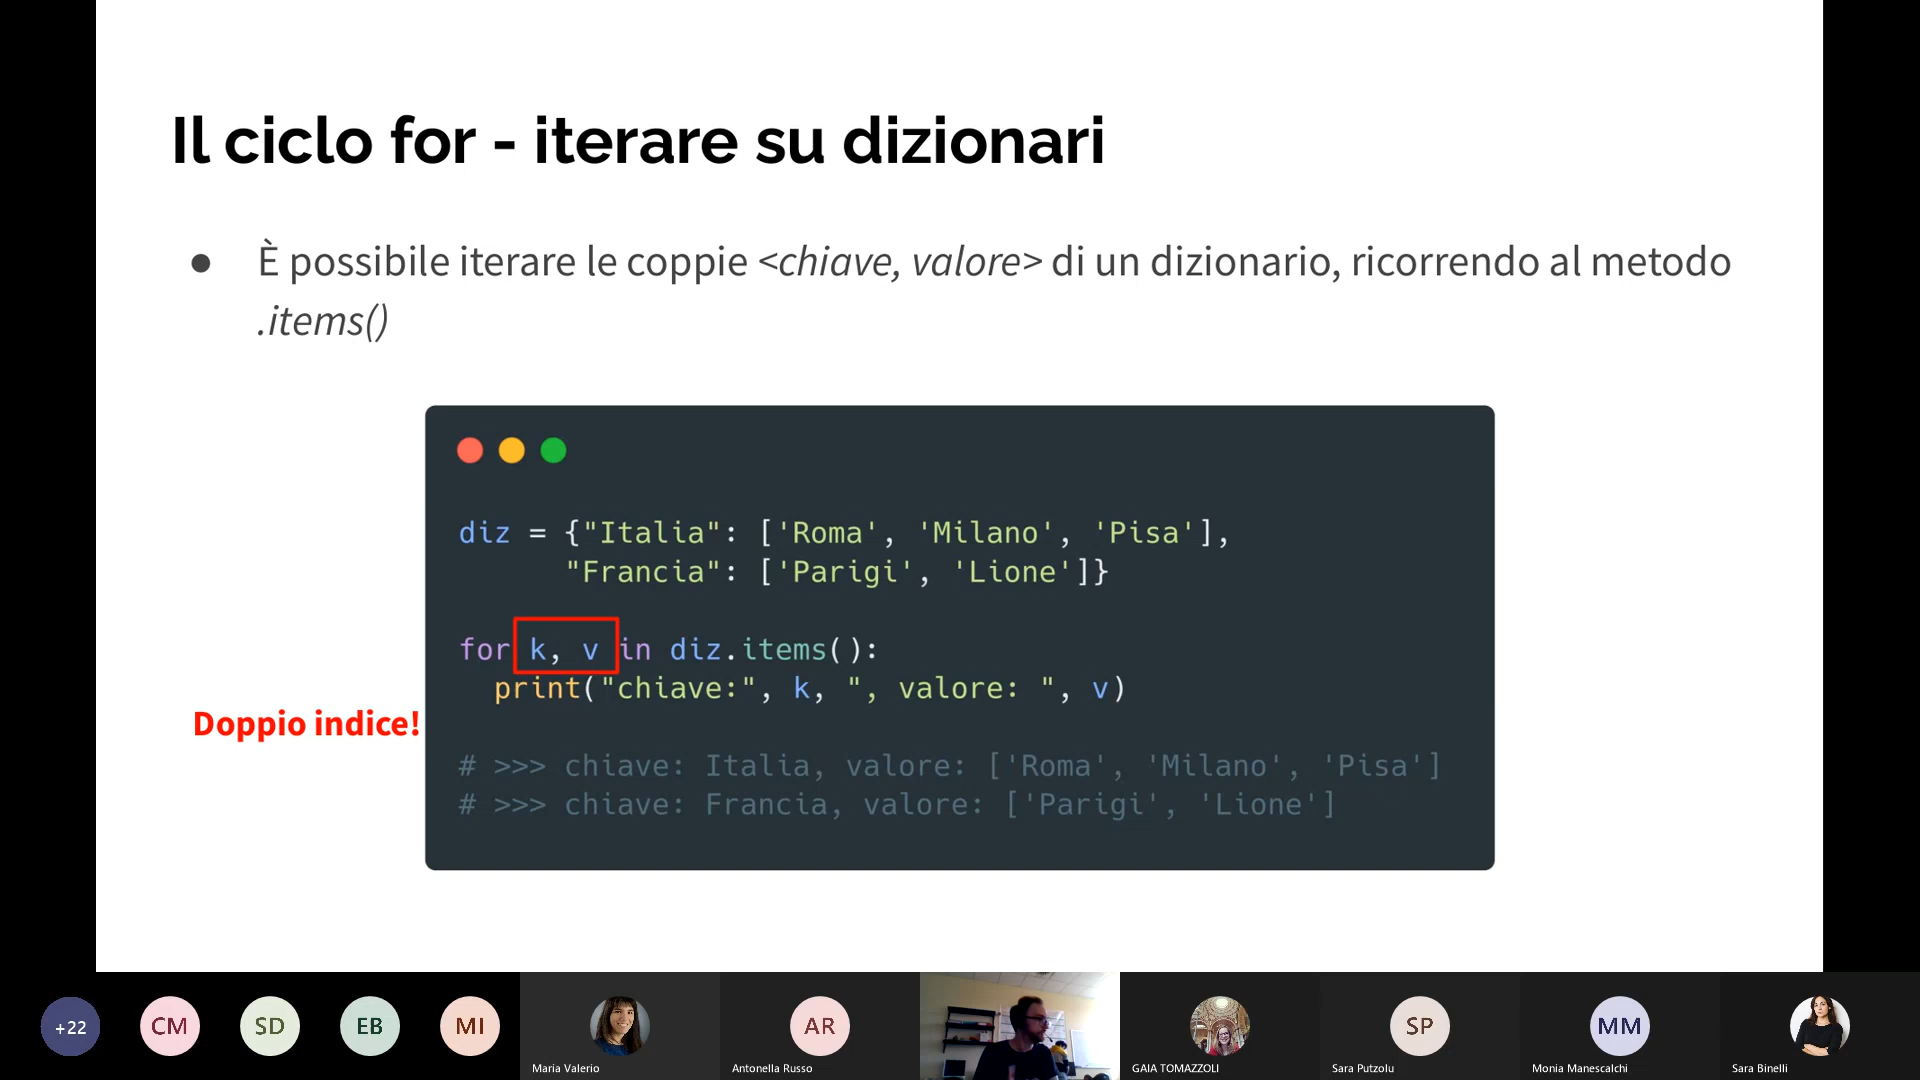 Il ciclo for - iterare su dizionari
● È possibile iterare le coppie <chiave, valore> di un dizionario, ricorrendo al metodo
.items()
diz = {"Italia": ['Roma', 'Milano', 'Pisa'],
"Francia": ['Parigi', 'Lione']}
for k, v in diz.items():
print("chiave:", k, ", valore: ", v)
Doppio indice!
# >>> chiave: Italia, valore: ['Roma', 'Milano', 'Pisa']
# >>> chiave: Francia, valore: ['Parigi', 'Lione']
+22
CM
SD
EB
MI
Maria Valerio
AR
Antonella Russo
GAIA TOMAZZOLI
SP
Sara Putzolu
MM
Monia Manescalchi
Sara Binelli